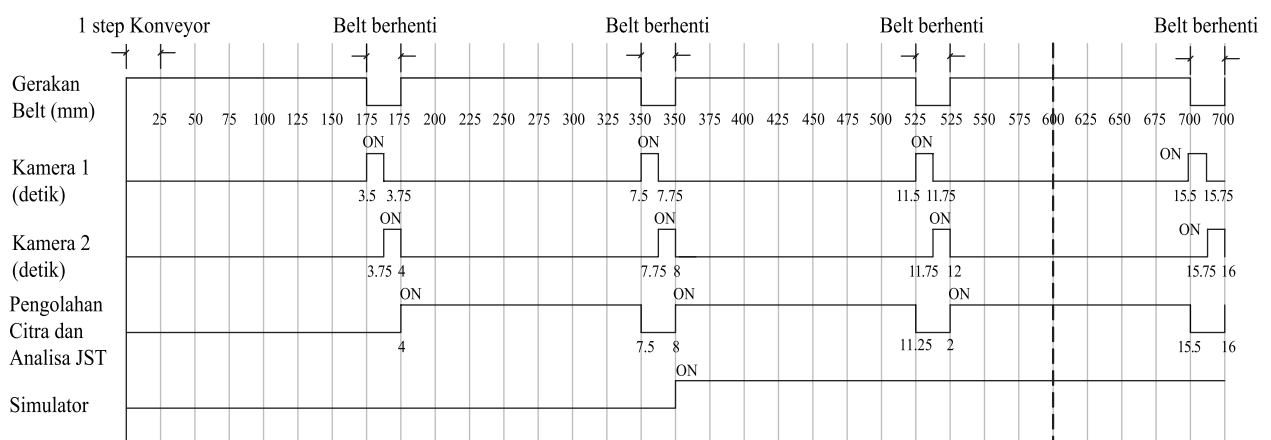 1 step Konveyor Belt berhenti Belt berhenti Belt berhenti Belt berhenti
Gerakan
Belt (mm)
25 50 75 100 125 150 175 175 200 225 250 275 300 325 350 350 375 400 425 450 475 500 525 525 550 575 600 625 650 675 700 700
ON ON ON ON
Kamera 1
(detik)
3.5 3.75 7.5 7.75 11.5 11.75 15.5 15.75
ON ON ON ON
Kamera 2
(detik)
3.75 4 7.75 8 11.75 12 15.75 16
Pengolahan
Citra dan
Analisa JST
ON ON ON
4 7.5 8 11.25 2 15.5 16
ON
Simulator